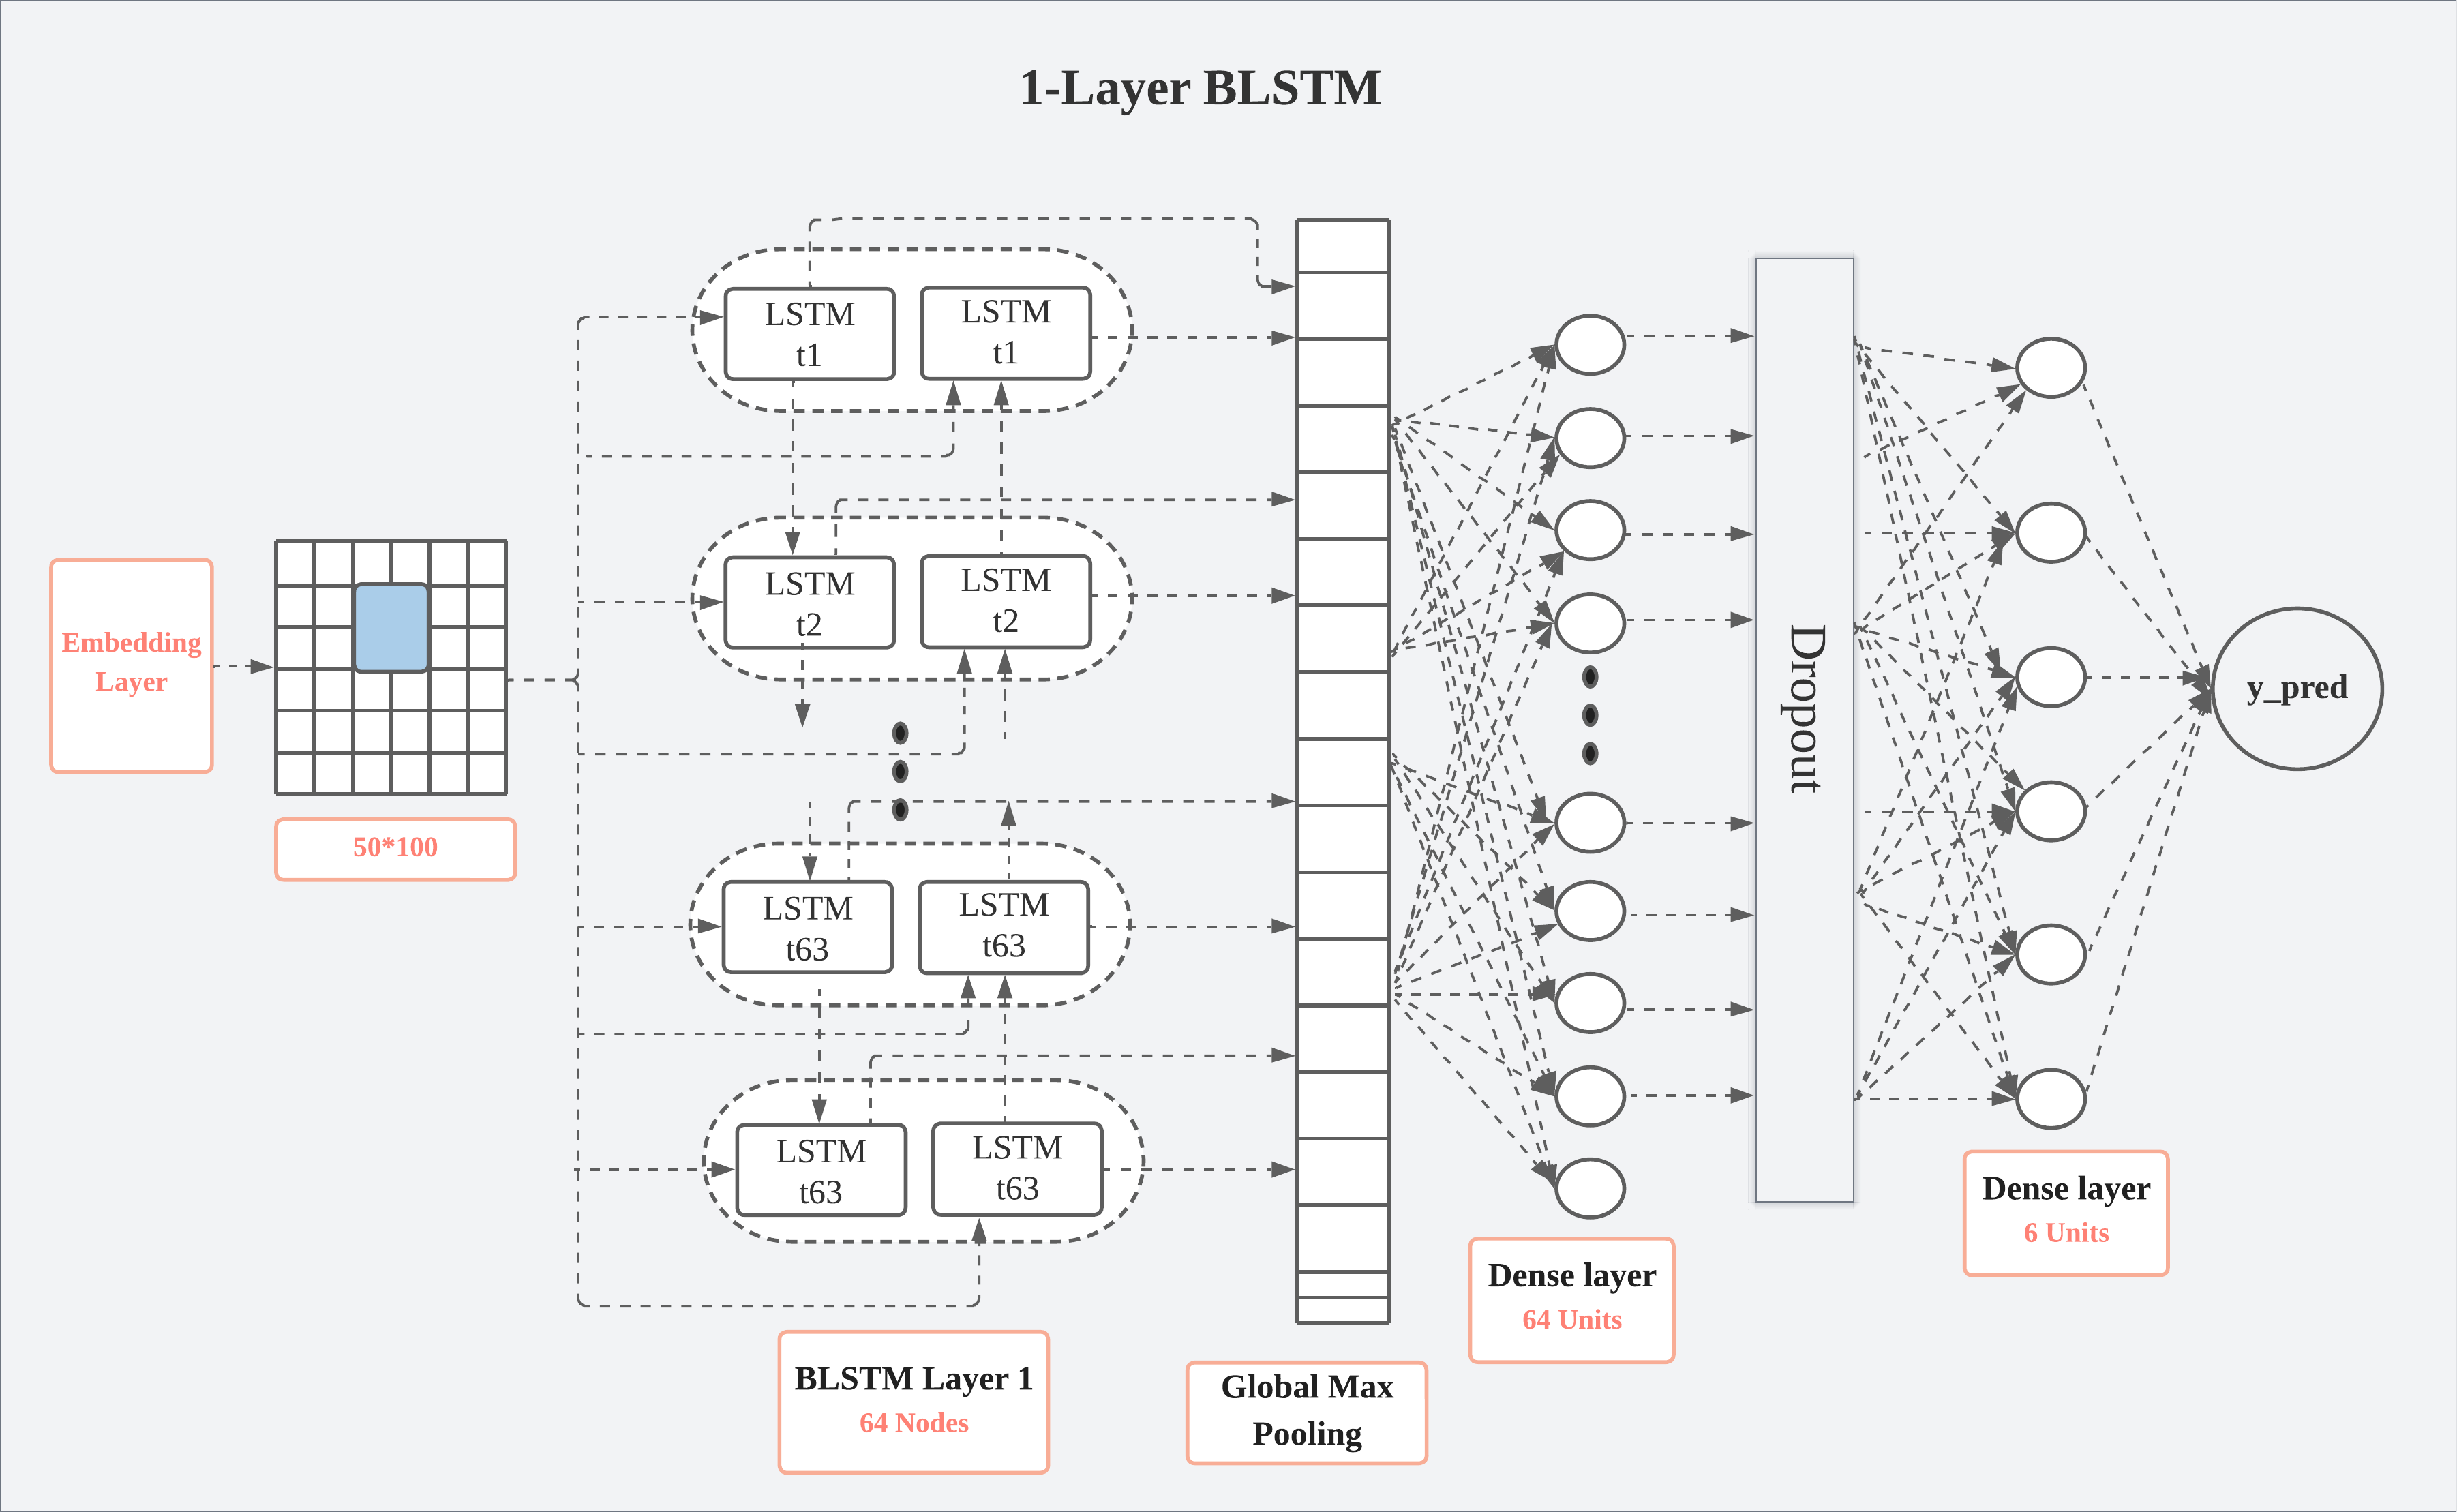 1-Layer BLSTM
Embedding
Layer
50*100
LSTM
t1
LSTM
t1
LSTM
t2
LSTM
t2
LSTM
t63
LSTM
t63
LSTM
t63
LSTM
t63
BLSTM Layer 1
64 Nodes
Global Max
Pooling
Dense layer
64 Units
Dropout
Dense layer
6 Units
y_pred